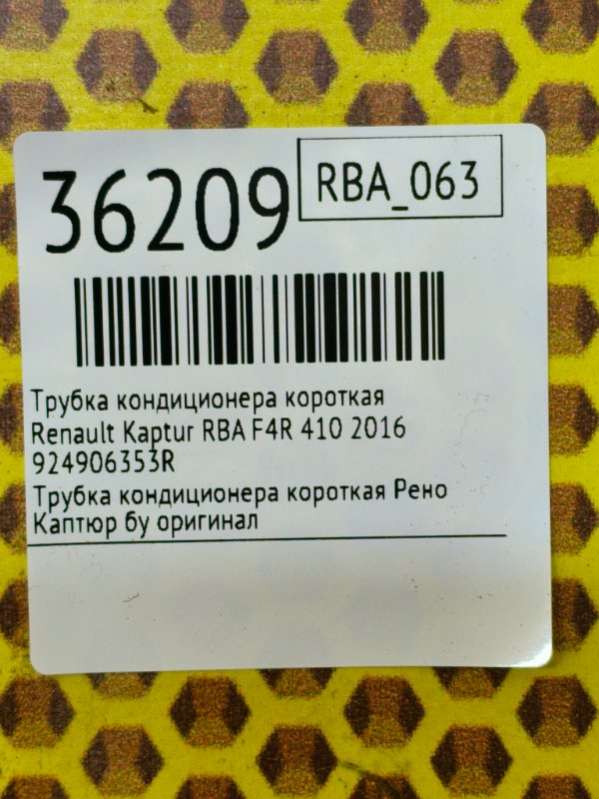 36209
RBA_063
Трубка кондиционера короткая
Renault Kaptur RBA F4R 410 2016
924906353R
Трубка кондиционера короткая Рено
Каптюр бу оригинал